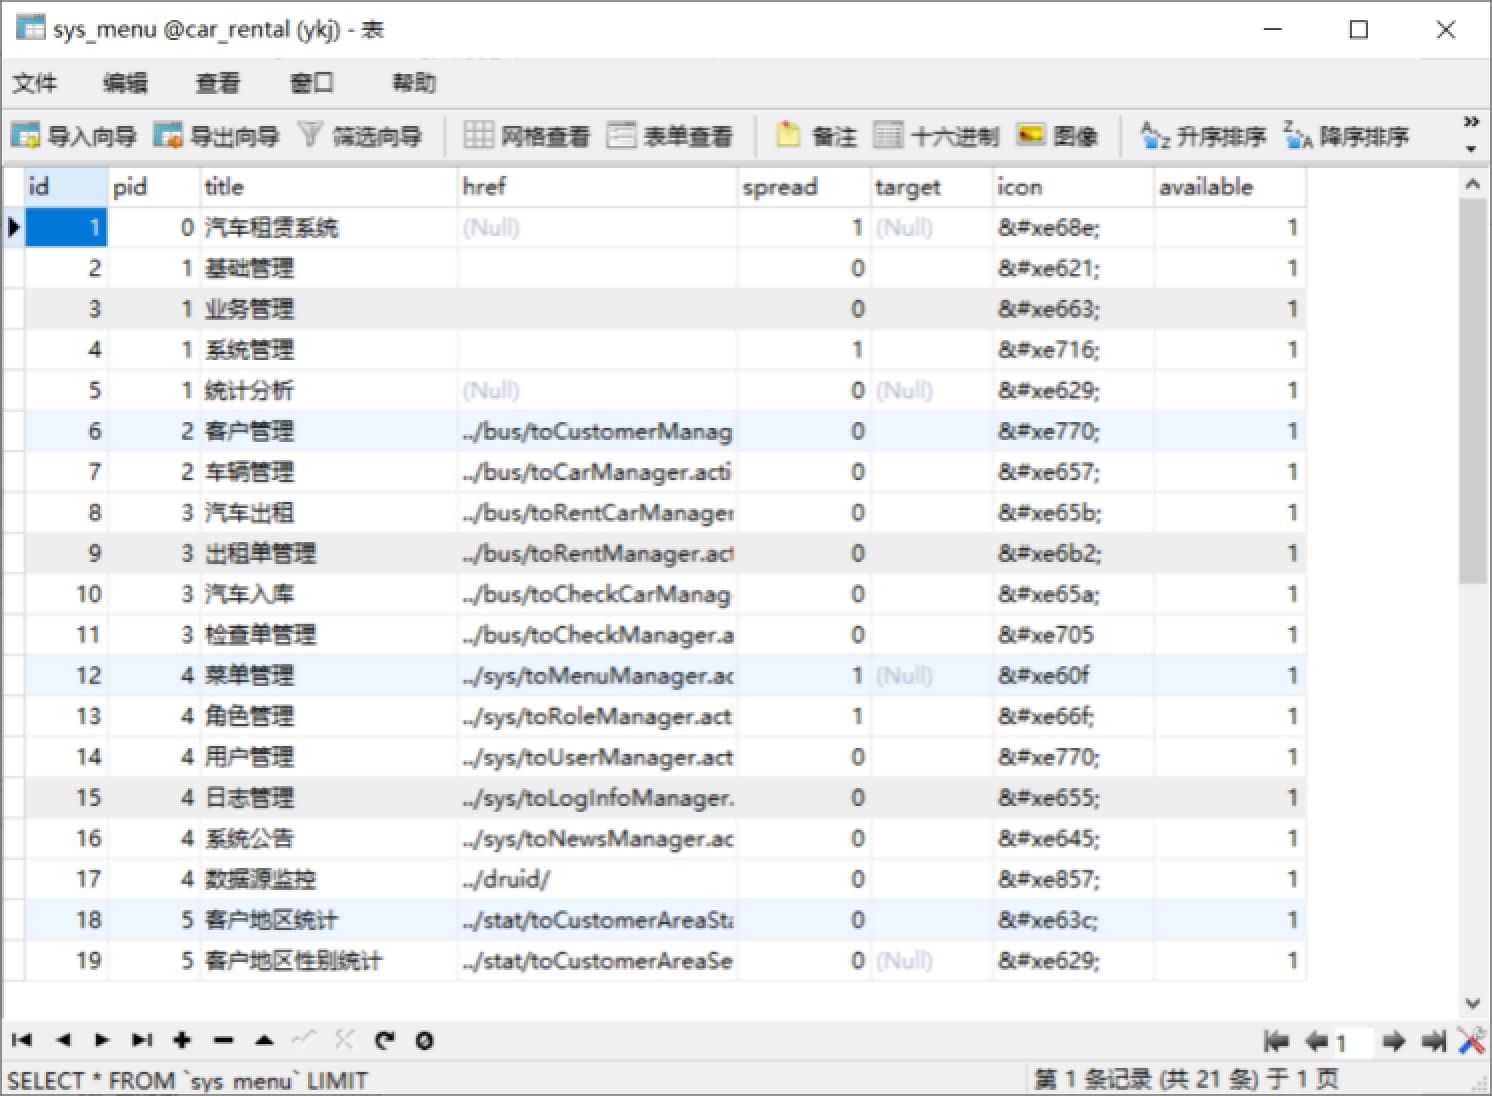 sys_menu @car_rental (ykj) - 表
文件 编辑 查看 窗口 帮助
导入向导 导出向导 筛选向导 网格查看 表单查看 备注 十六进制 图像 升序排序 降序排序 »
id pid title href spread target icon available
1 0 汽车租赁系统 (Null) 1 (Null) &#xe68e; 1
2 1 基础管理 0 &#xe621; 1
3 1 业务管理 0 &#xe663; 1
4 1 系统管理 1 &#xe716; 1
5 1 统计分析 (Null) 0 (Null) &#xe629; 1
6 2 客户管理 ../bus/toCustomerManag 0 &#xe770; 1
7 2 车辆管理 ../bus/toCarManager.acti 0 &#xe657; 1
8 3 汽车出租 ../bus/toRentCarManager 0 &#xe65b; 1
9 3 出租单管理 ../bus/toRentManager.act 0 &#xe6b2; 1
10 3 汽车入库 ../bus/toCheckCarManag 0 &#xe65a; 1
11 3 检查单管理 ../bus/toCheckManager.a 0 &#xe705 1
12 4 菜单管理 ../sys/toMenuManager.ac 1 (Null) &#xe60f 1
13 4 角色管理 ../sys/toRoleManager.act 1 &#xe66f; 1
14 4 用户管理 ../sys/toUserManager.act 0 &#xe770; 1
15 4 日志管理 ../sys/toLogInfoManager. 0 &#xe655; 1
16 4 系统公告 ../sys/toNewsManager.ac 0 &#xe645; 1
17 4 数据源监控 ../druid/ 0 &#xe857; 1
18 5 客户地区统计 ../stat/toCustomerAreaSta 0 &#xe63c; 1
19 5 客户地区性别统计 ../stat/toCustomerAreaSe 0 (Null) &#xe629; 1
1
SELECT * FROM `sys_menu` LIMIT 第 1 条记录 (共 21 条) 于 1 页